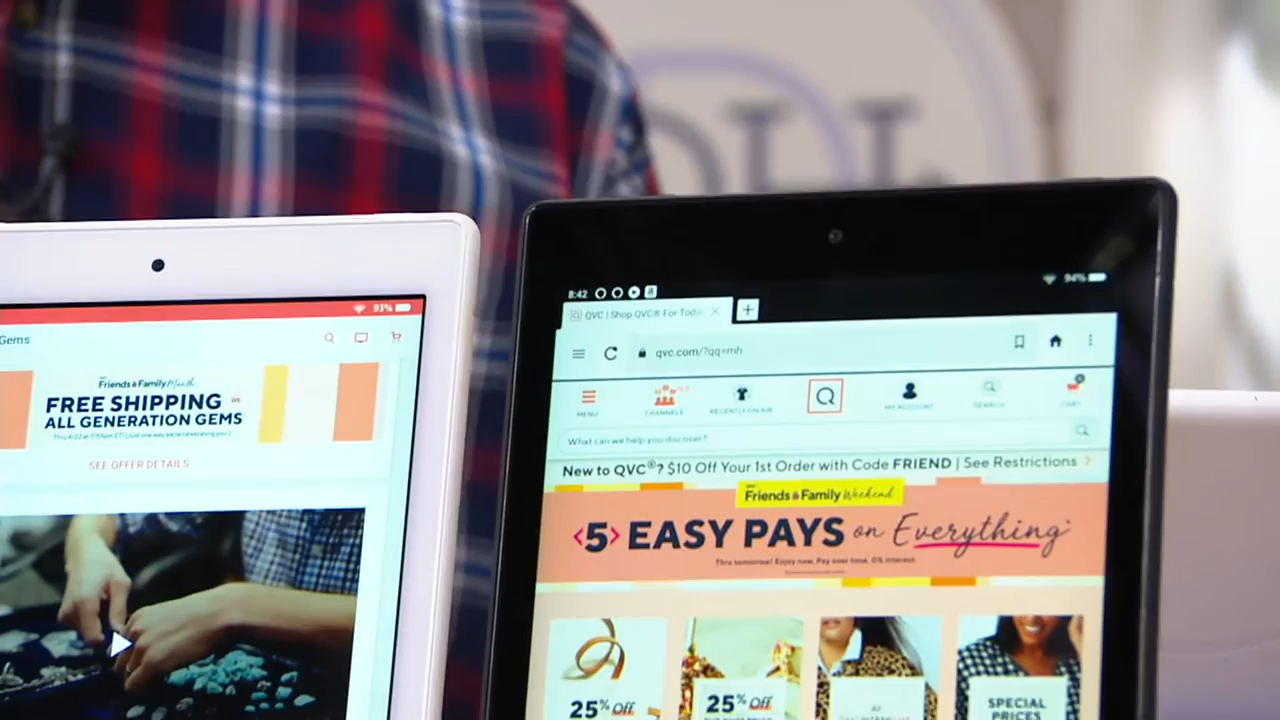 93%
Gems
Friends & Family Month
FREE SHIPPING
ALL GENERATION GEMS
SEE OFFER DETAILS
8:42
94%
QVC | Shop QVC® For Tod
qvc.com/?qq=mh
MENU
CHANNELS
RECENTLY ON AIR
Q
MY ACCOUNT
SEARCH
CART
What can we help you discover?
New to QVC®? $10 Off Your 1st Order with Code FRIEND | See Restrictions
Friends & Family Weekend
<5> EASY PAYS on Everything*
Thru tomorrow! Enjoy now. Pay over time. 0% interest.
25% Off
25% Off
SPECIAL
PRICES